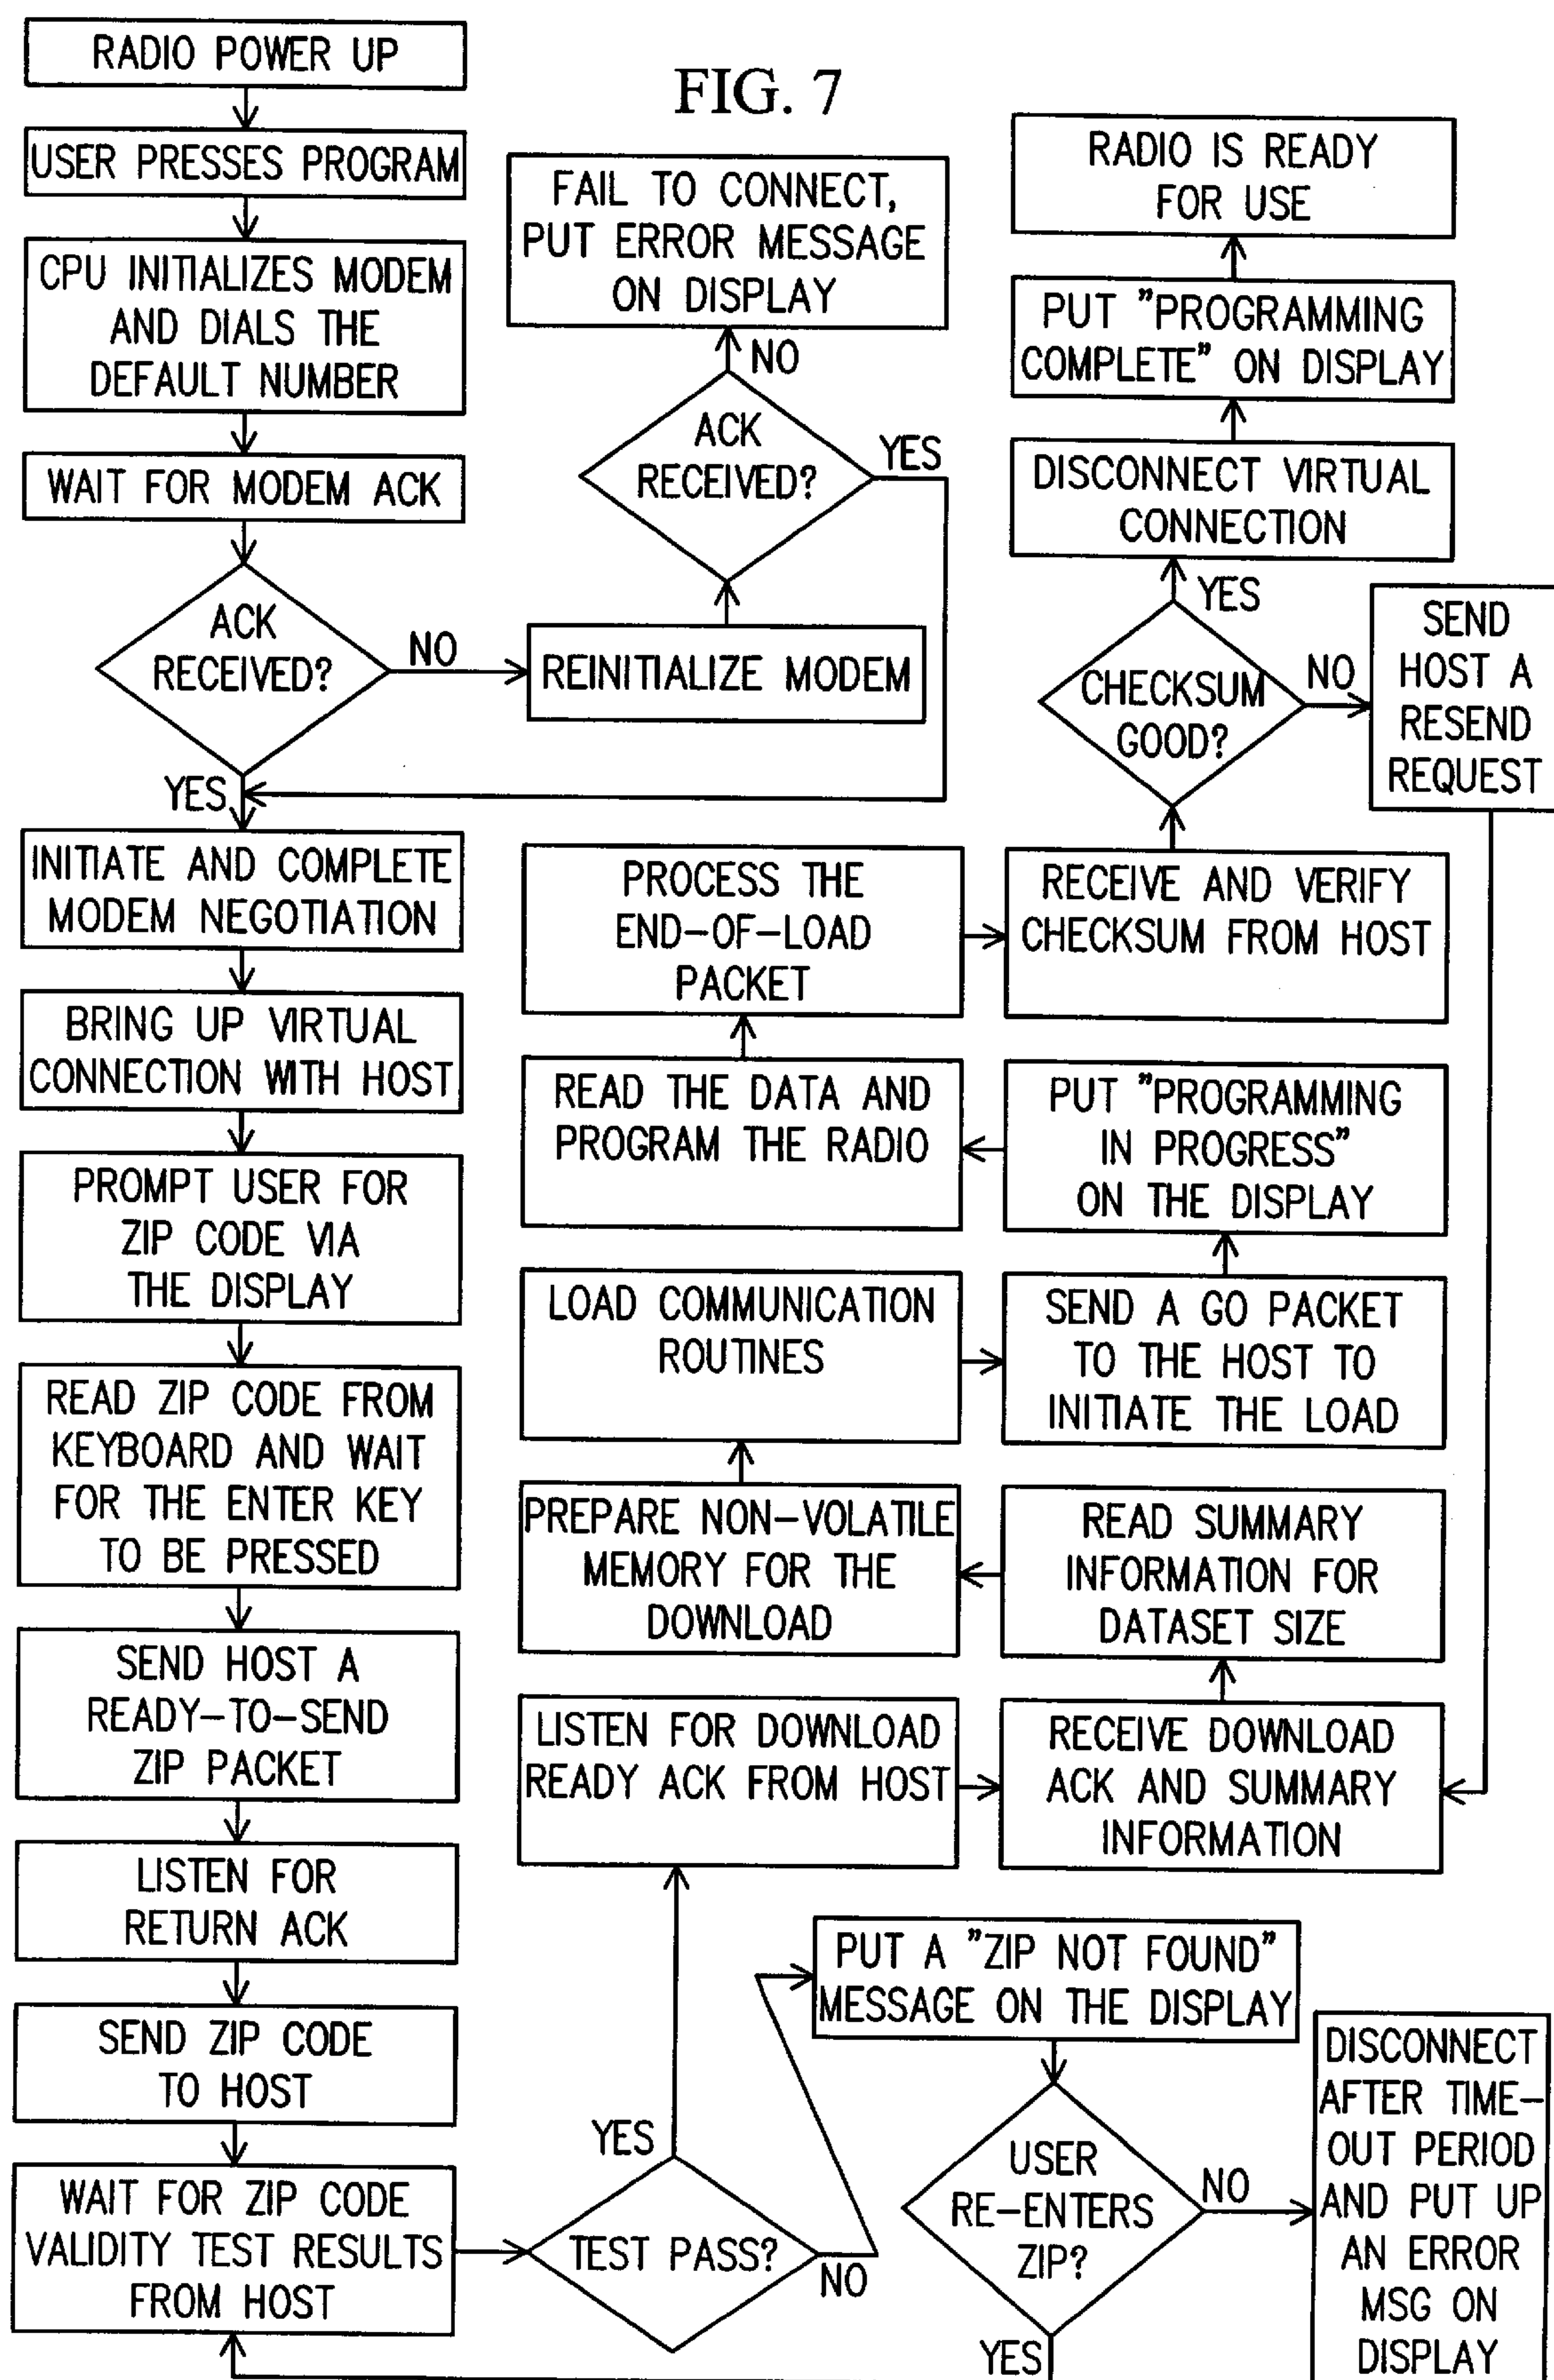 FIG. 7
RADIO POWER UP
USER PRESSES PROGRAM
CPU INITIALIZES MODEM
AND DIALS THE
DEFAULT NUMBER
WAIT FOR MODEM ACK
ACK
RECEIVED?
NO
YES
REINITIALIZE MODEM
ACK
RECEIVED?
YES
NO
FAIL TO CONNECT,
PUT ERROR MESSAGE
ON DISPLAY
INITIATE AND COMPLETE
MODEM NEGOTIATION
BRING UP VIRTUAL
CONNECTION WITH HOST
PROMPT USER FOR
ZIP CODE VIA
THE DISPLAY
READ ZIP CODE FROM
KEYBOARD AND WAIT
FOR THE ENTER KEY
TO BE PRESSED
SEND HOST A
READY-TO-SEND
ZIP PACKET
LISTEN FOR
RETURN ACK
SEND ZIP CODE
TO HOST
WAIT FOR ZIP CODE
VALIDITY TEST RESULTS
FROM HOST
TEST PASS?
YES
NO
PUT A "ZIP NOT FOUND"
MESSAGE ON THE DISPLAY
USER
RE-ENTERS
ZIP?
NO
YES
DISCONNECT
AFTER TIME-
OUT PERIOD
AND PUT UP
AN ERROR
MSG ON
DISPLAY
LISTEN FOR DOWNLOAD
READY ACK FROM HOST
RECEIVE DOWNLOAD
ACK AND SUMMARY
INFORMATION
READ SUMMARY
INFORMATION FOR
DATASET SIZE
PREPARE NON-VOLATILE
MEMORY FOR THE
DOWNLOAD
LOAD COMMUNICATION
ROUTINES
SEND A GO PACKET
TO THE HOST TO
INITIATE THE LOAD
PUT "PROGRAMMING
IN PROGRESS"
ON THE DISPLAY
READ THE DATA AND
PROGRAM THE RADIO
PROCESS THE
END-OF-LOAD
PACKET
RECEIVE AND VERIFY
CHECKSUM FROM HOST
CHECKSUM
GOOD?
NO
YES
SEND
HOST A
RESEND
REQUEST
DISCONNECT VIRTUAL
CONNECTION
PUT "PROGRAMMING
COMPLETE" ON DISPLAY
RADIO IS READY
FOR USE